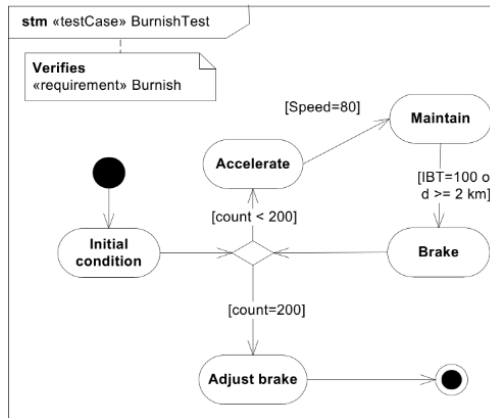 stm «testCase» BurnishTest
Verifies
«requirement» Burnish
[Speed=80]
Maintain
Accelerate
[IBT=100 o
d >= 2 km]
[count < 200]
Initial
condition
Brake
[count=200]
Adjust brake